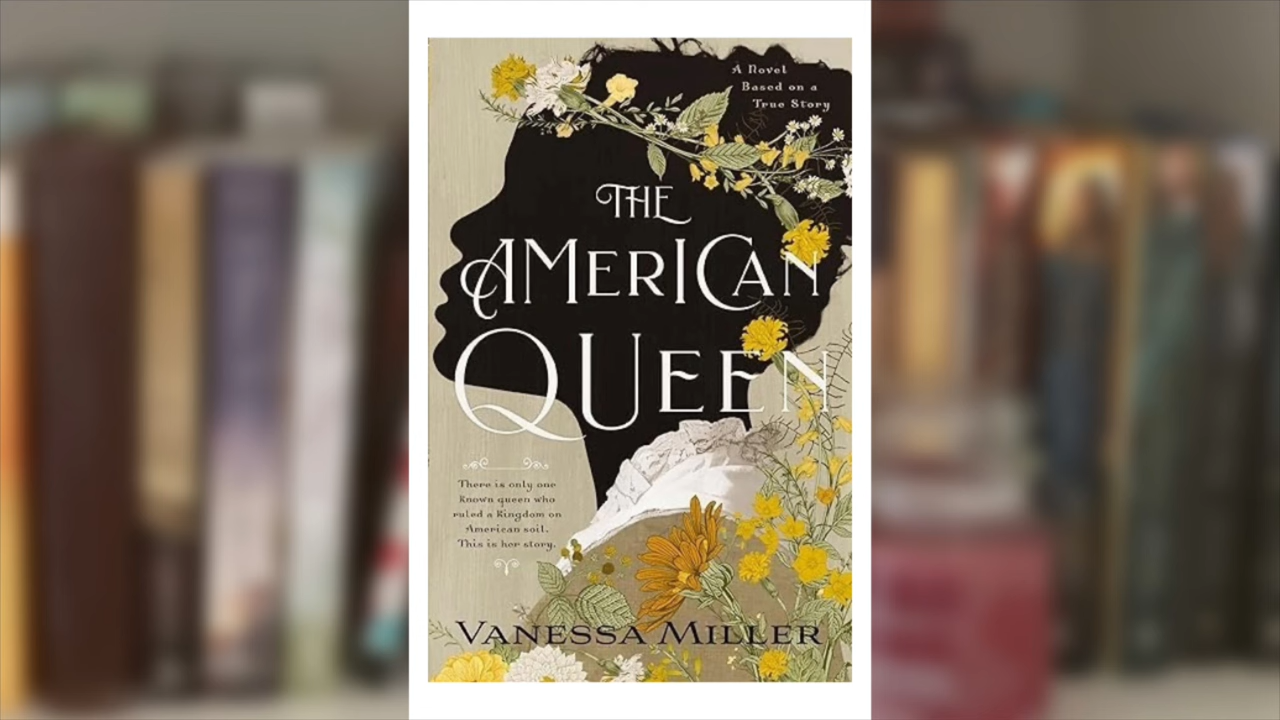 A Novel
Based on a
True Story
THE
AMERICAN
QUEEN
There is only one
known queen who
ruled a kingdom on
American soil.
This is her story.
VANESSA MILLER